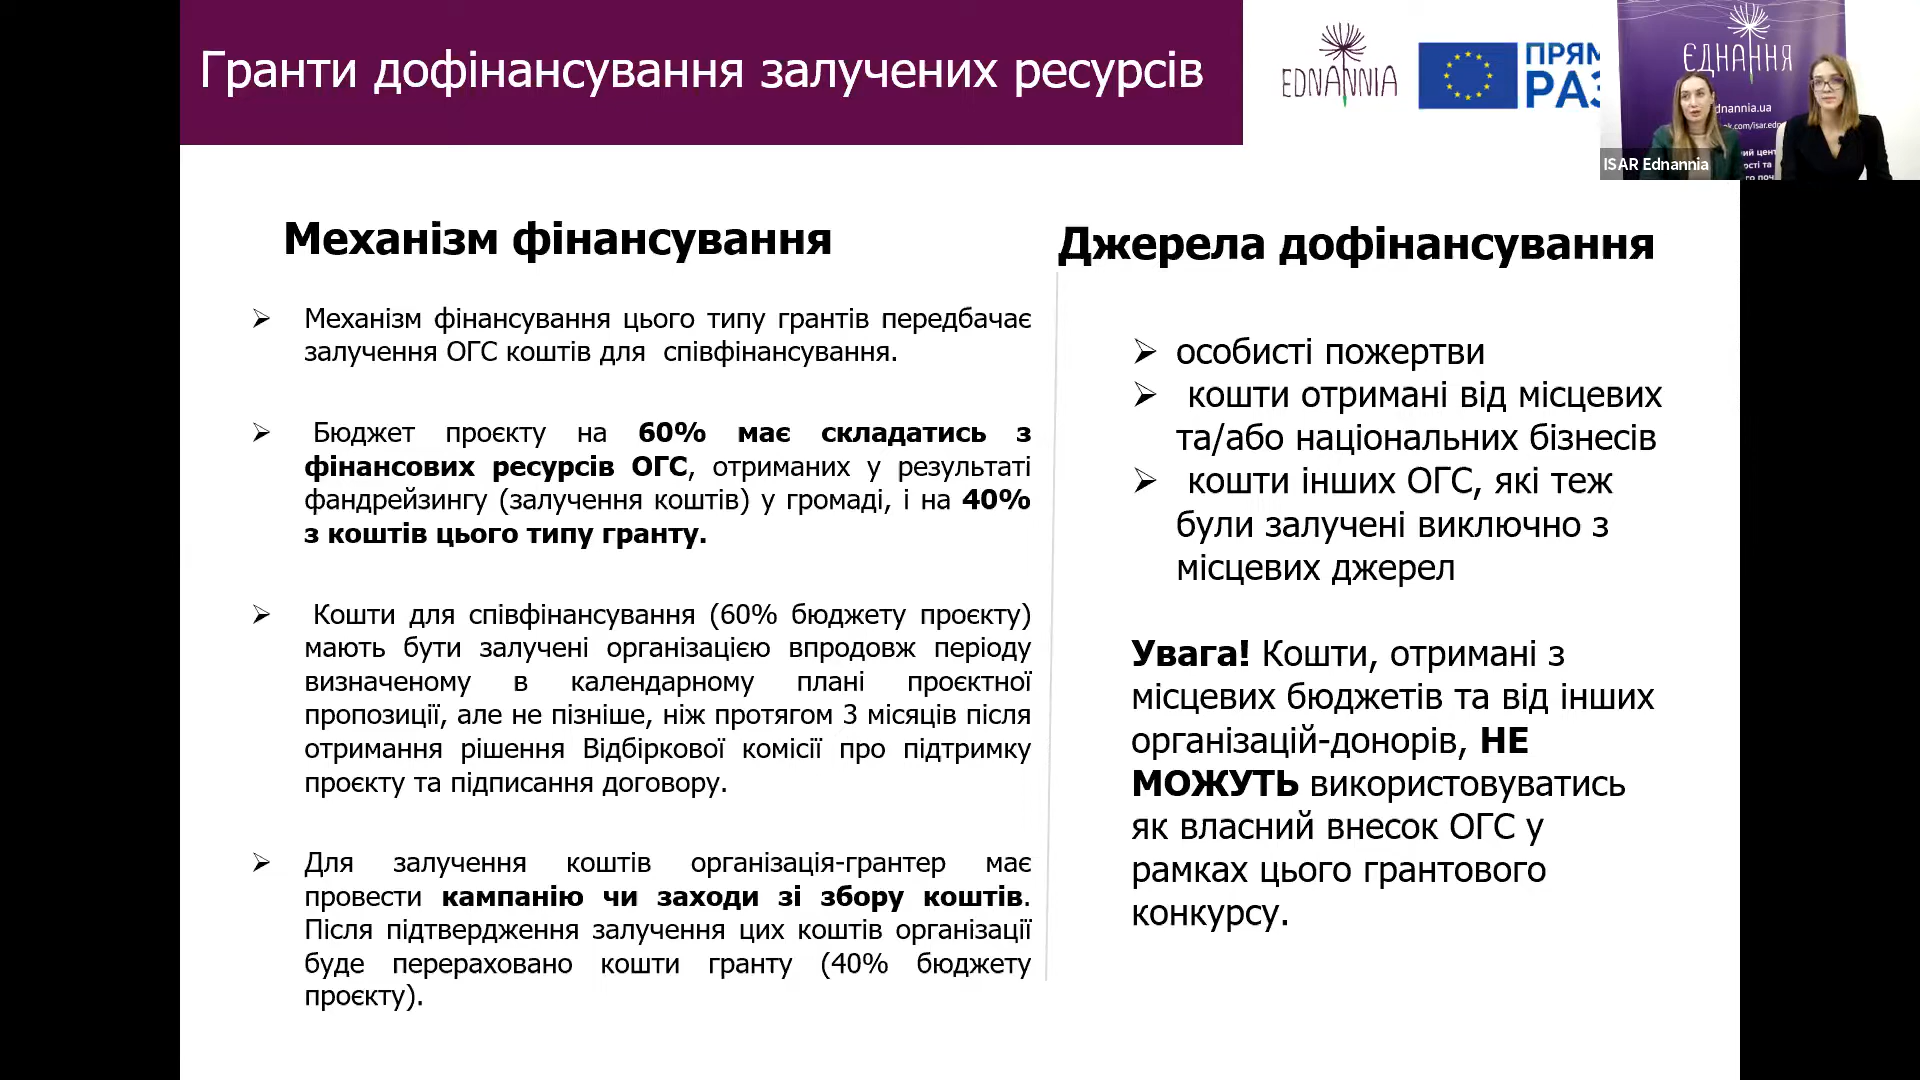 Гранти дофінансування залучених ресурсів
EDNANNIA
ПРЯМ
РАЗ
ЄДНАННЯ
dnannia.ua
ok.com/isar.edn
ISAR Ednannia
Механізм фінансування
Механізм фінансування цього типу грантів передбачає
залучення ОГС коштів для співфінансування.
Бюджет проєкту на 60% має складатись з
фінансових ресурсів ОГС, отриманих у результаті
фандрейзингу (залучення коштів) у громаді, і на 40%
з коштів цього типу гранту.
Кошти для співфінансування (60% бюджету проєкту)
мають бути залучені організацією впродовж періоду
визначеному в календарному плані проєктної
пропозиції, але не пізніше, ніж протягом 3 місяців після
отримання рішення Відбіркової комісії про підтримку
проєкту та підписання договору.
Для залучення коштів організація-грантер має
провести кампанію чи заходи зі збору коштів.
Після підтвердження залучення цих коштів організації
буде перераховано кошти гранту (40% бюджету
проєкту).
Джерела дофінансування
особисті пожертви
кошти отримані від місцевих
та/або національних бізнесів
кошти інших ОГС, які теж
були залучені виключно з
місцевих джерел
Увага! Кошти, отримані з
місцевих бюджетів та від інших
організацій-донорів, НЕ
МОЖУТЬ використовуватись
як власний внесок ОГС у
рамках цього грантового
конкурсу.